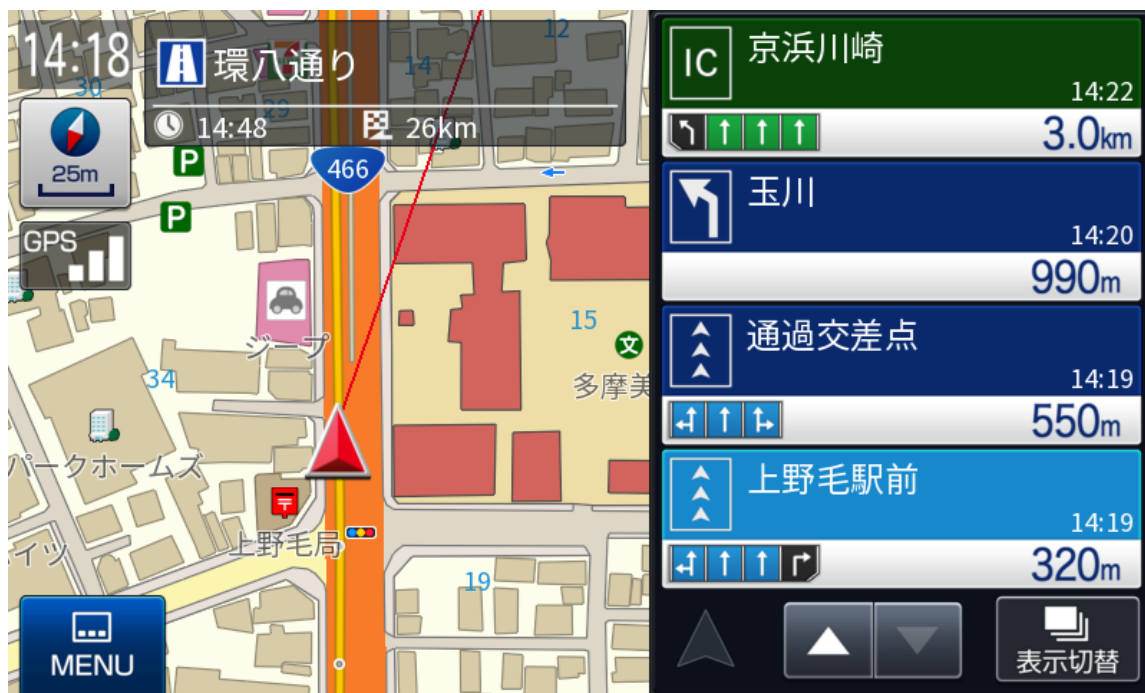 14:18
環八通り
14:48
26km
25m
GPS
466
P
P
12
14
29
30
15
34
19
ジープ
文
多摩美
パークホームズ
〒
上野毛局
イツ
MENU
IC
京浜川崎
14:22
3.0km
玉川
14:20
990m
通過交差点
14:19
550m
上野毛駅前
14:19
320m
表示切替